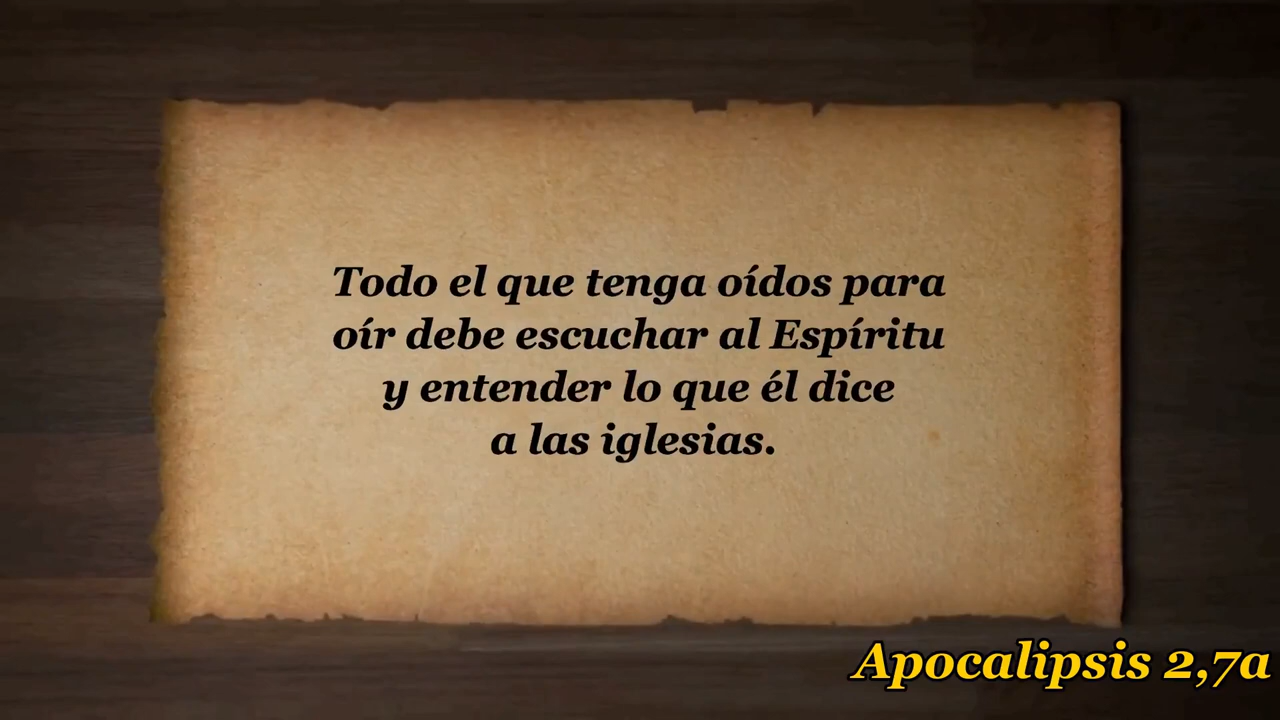 Todo el que tenga oídos para
oír debe escuchar al Espíritu
y entender lo que él dice
a las iglesias.
Apocalipsis 2,7a